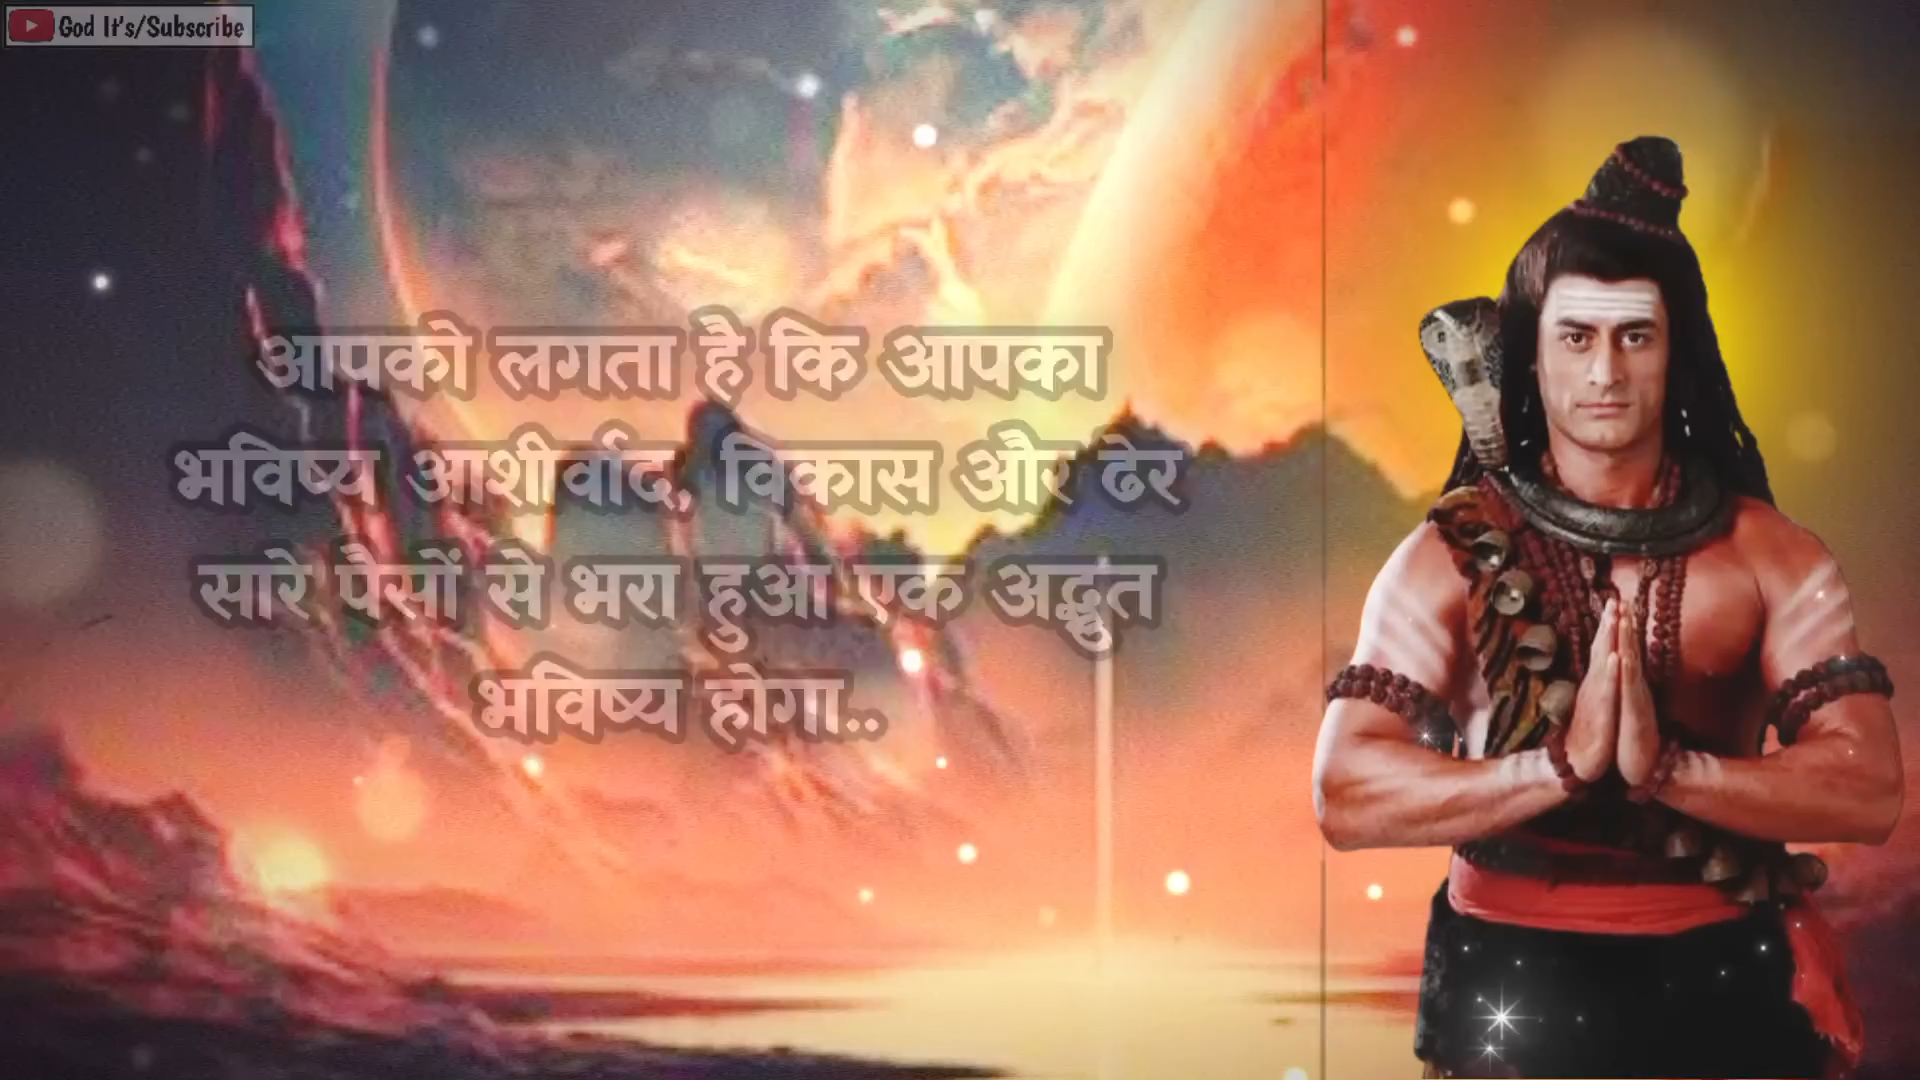 God It's/Subscribe
आपको लगता है कि आपका
भविष्य आशीर्वाद, विकास और ढेर
सारे पैसों से भरा हुआ एक अद्भुत
भविष्य होगा..